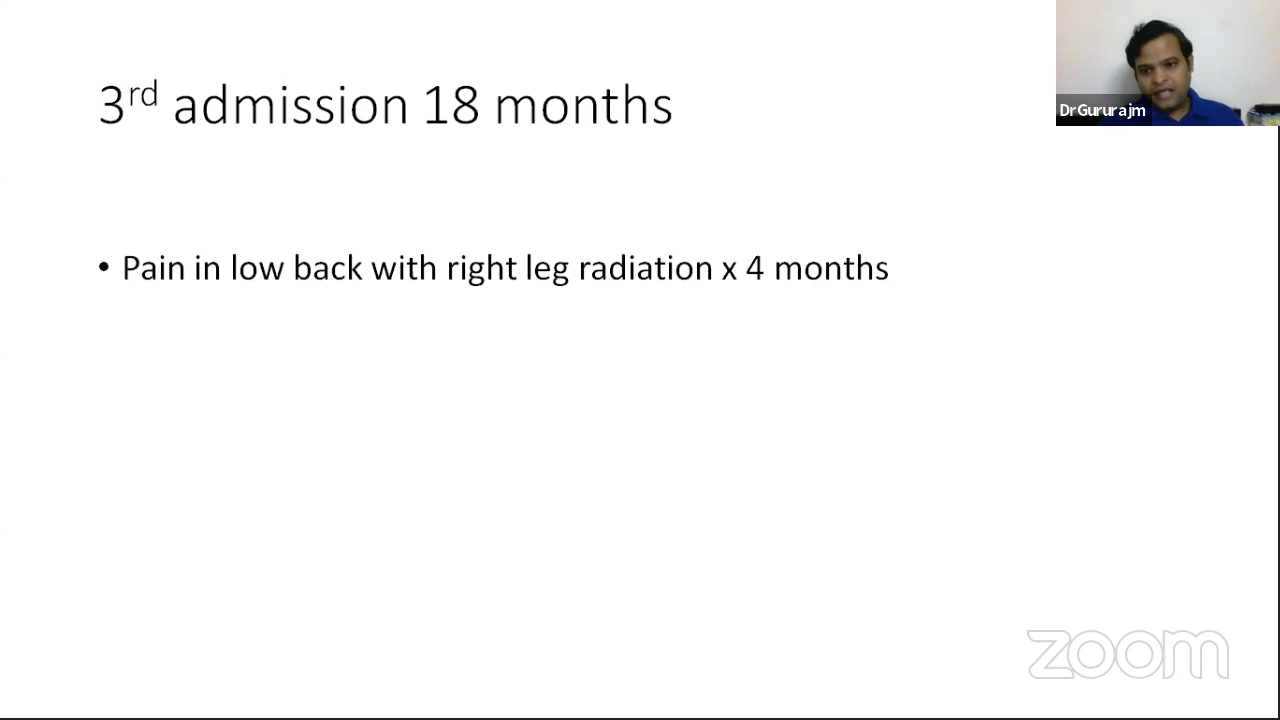 3rd admission 18 months
DrGururajm
• Pain in low back with right leg radiation x 4 months
zoom